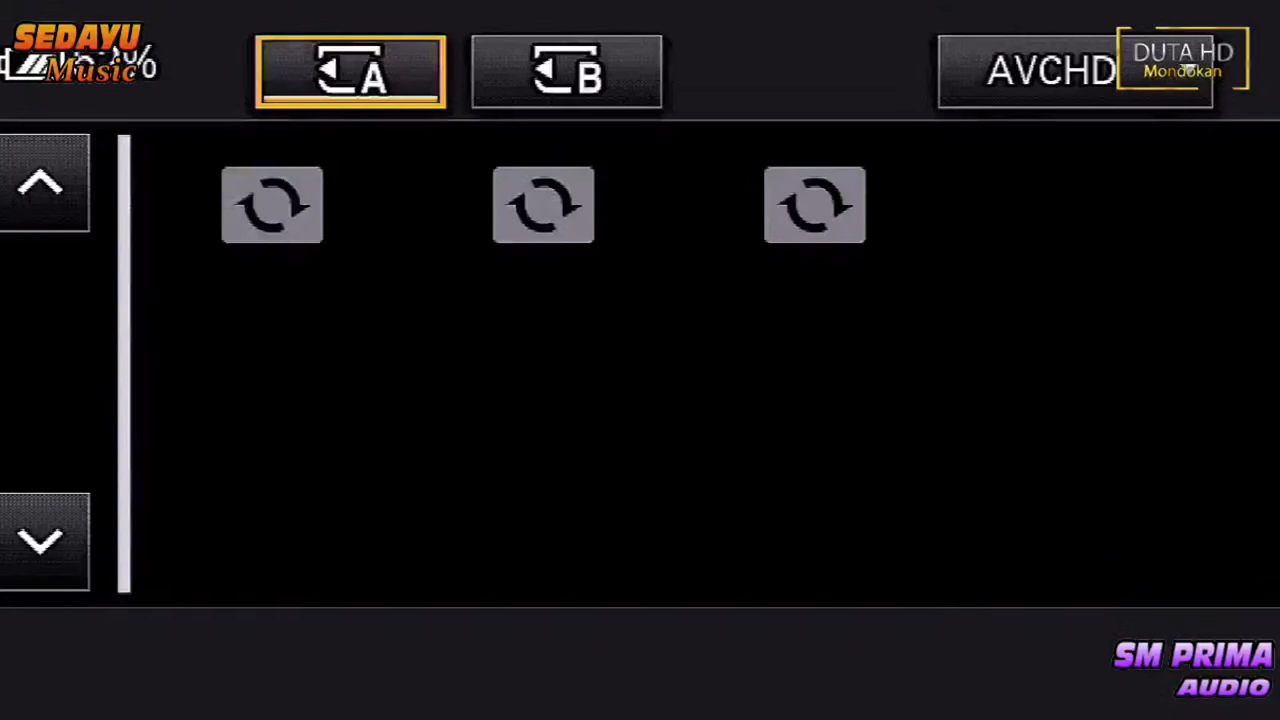 SEDAYU
Music
%
A
B
AVCHD
DUTA HD
Mondokan
SM PRIMA
AUDIO